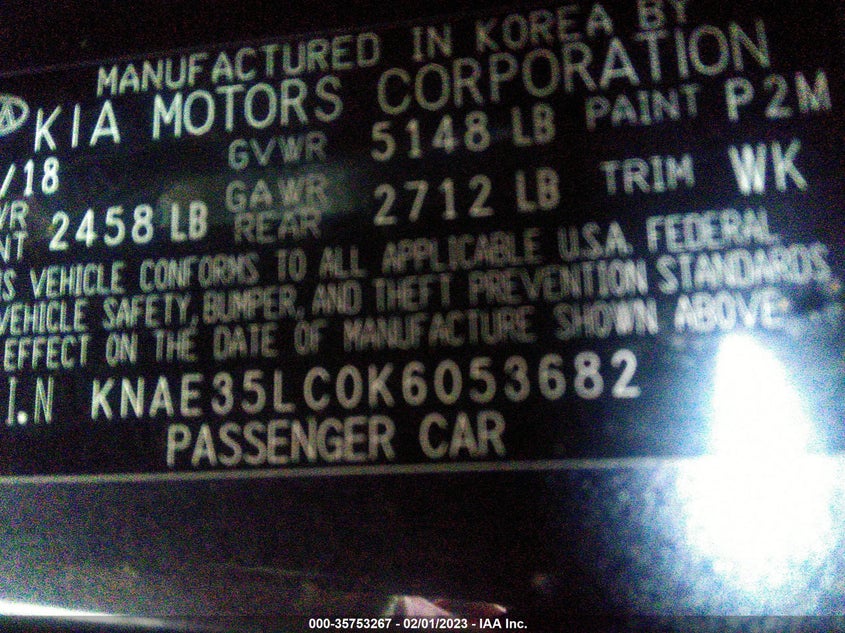 MANUFACTURED IN KOREA BY
KIA MOTORS CORPORATION
/18 GVWR 5148 LB PAINT P2M
WR NT 2458 LB GAWR REAR 2712 LB TRIM WK
S VEHICLE CONFORMS TO ALL APPLICABLE U.S.A. FEDERAL
VEHICLE SAFETY, BUMPER, AND THEFT PREVENTION STANDARDS
EFFECT ON THE DATE OF MANUFACTURE SHOWN ABOVE.
I.N KNAE35LC0K6053682
PASSENGER CAR
000-35753267 - 02/01/2023 - IAA Inc.